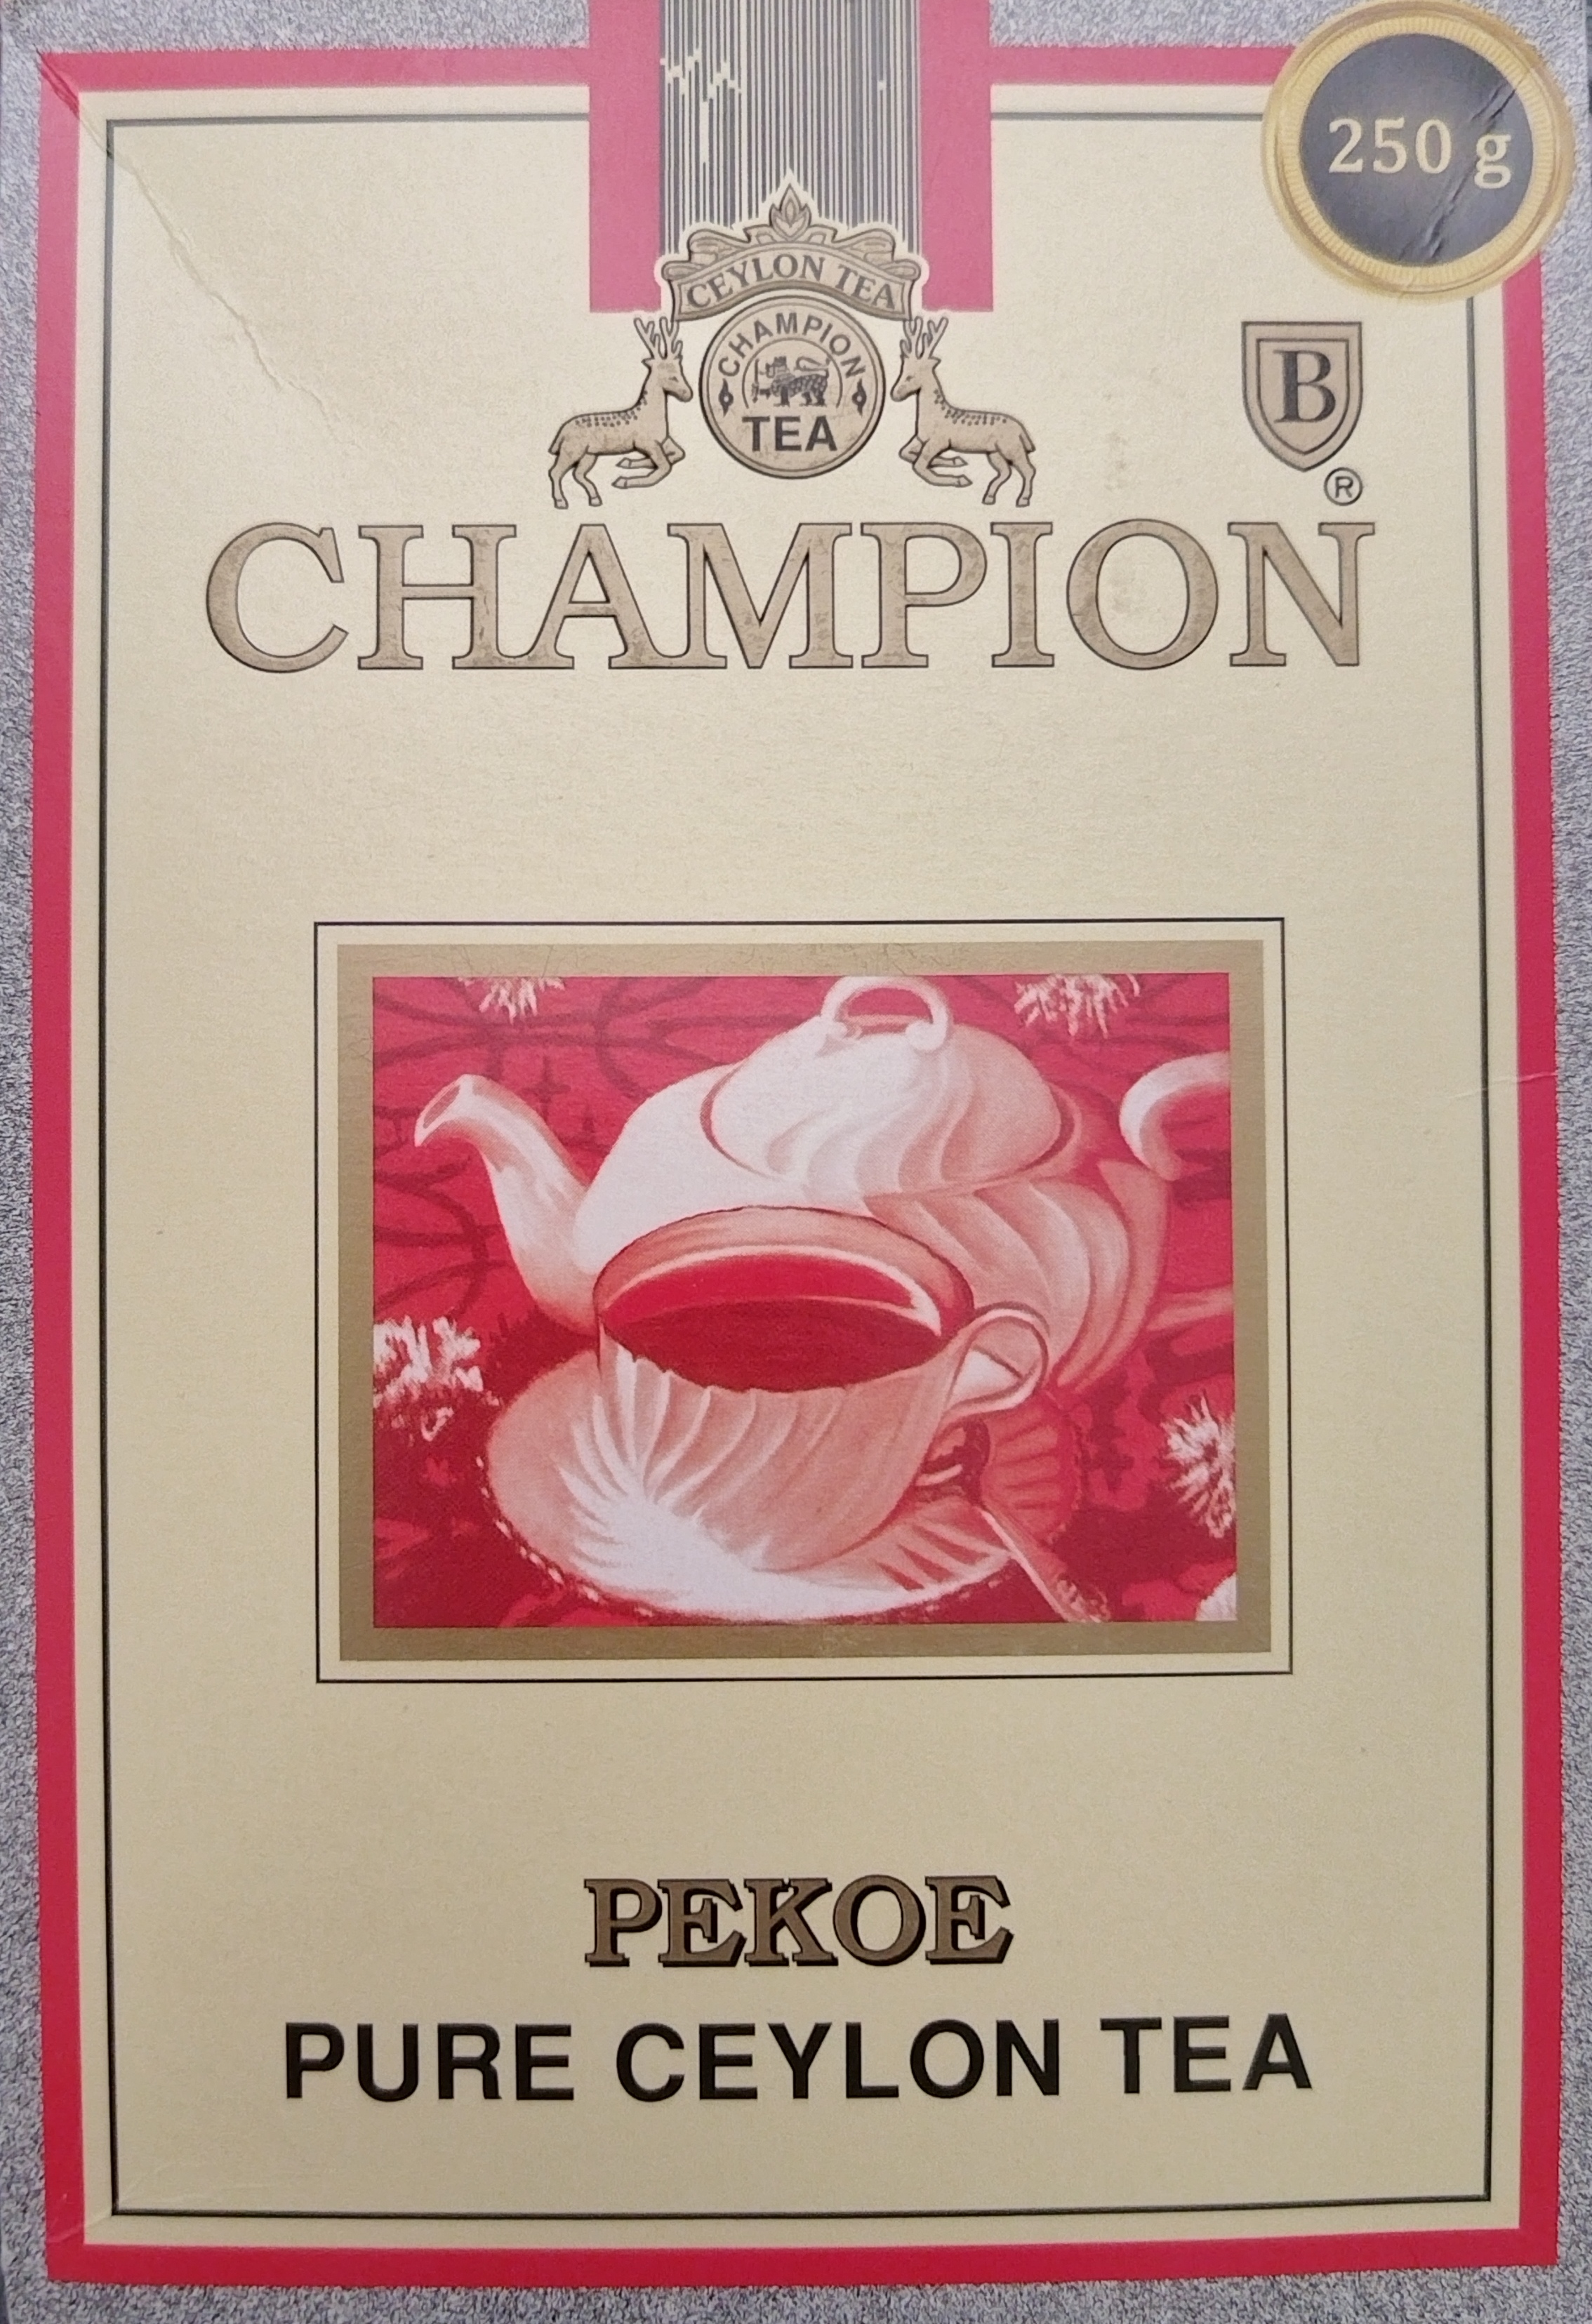 250 g
CEYLON TEA
CHAMPION
TEA
B
®
CHAMPION
PEKOE
PURE CEYLON TEA